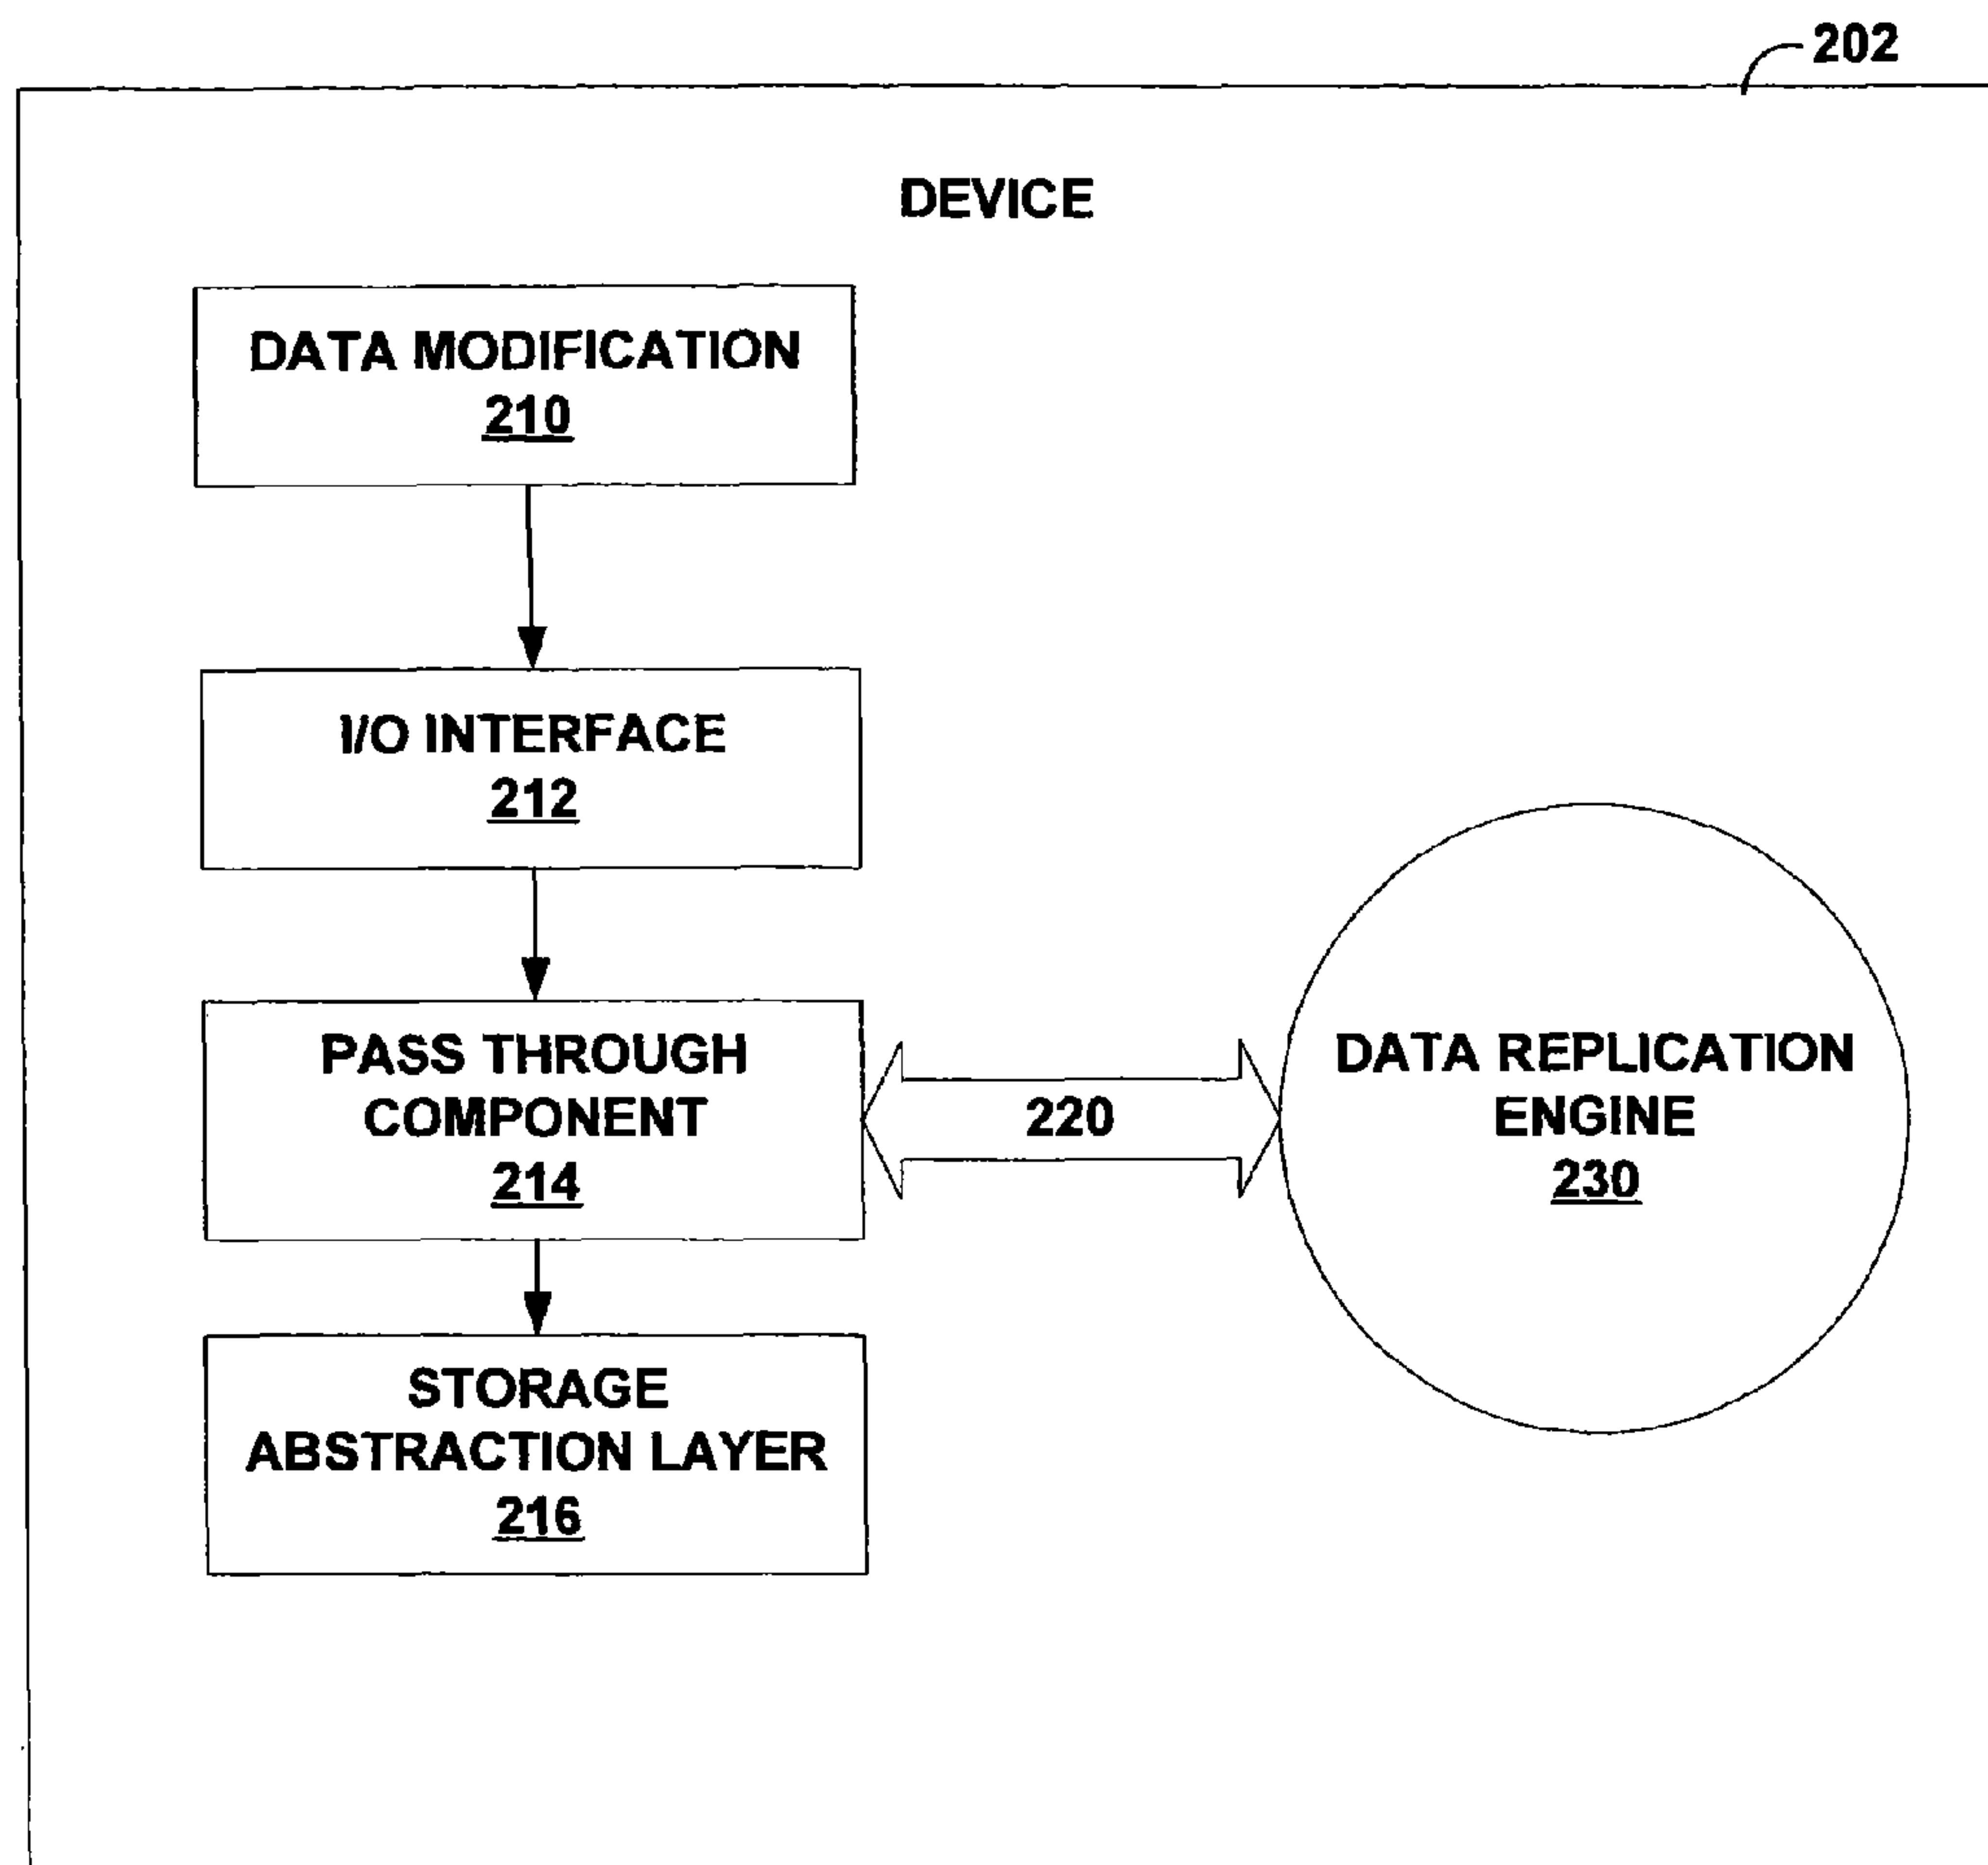 202
DEVICE
DATA MODIFICATION
210
I/O INTERFACE
212
PASS THROUGH
COMPONENT
214
220
DATA REPLICATION
ENGINE
230
STORAGE
ABSTRACTION LAYER
216